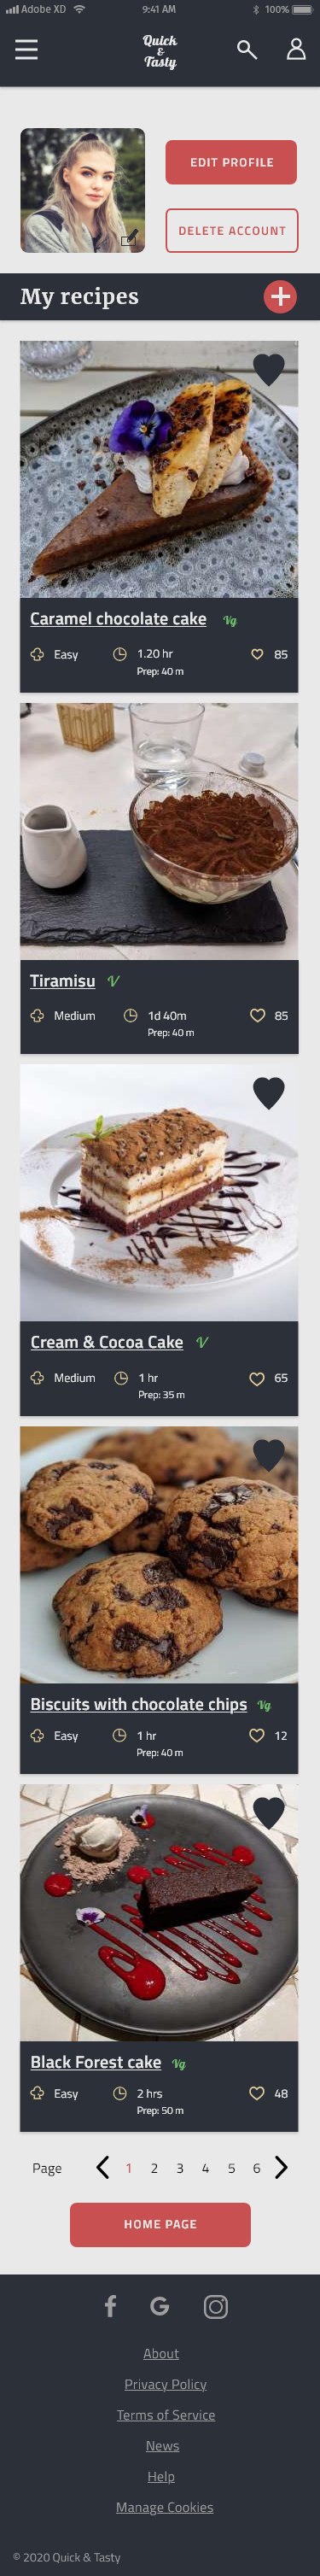 Adobe XD 9:41 AM 100%
Quick
&
Tasty
EDIT PROFILE
DELETE ACCOUNT
My recipes
Caramel chocolate cake Vg
Easy 1.20 hr 85
Prep: 40 m
Tiramisu V
Medium 1d 40m 85
Prep: 40 m
Cream & Cocoa Cake V
Medium 1 hr 65
Prep: 35 m
Biscuits with chocolate chips Vg
Easy 1 hr 12
Prep: 40 m
Black Forest cake Vg
Easy 2 hrs 48
Prep: 50 m
Page 1 2 3 4 5 6
HOME PAGE
About
Privacy Policy
Terms of Service
News
Help
Manage Cookies
© 2020 Quick & Tasty